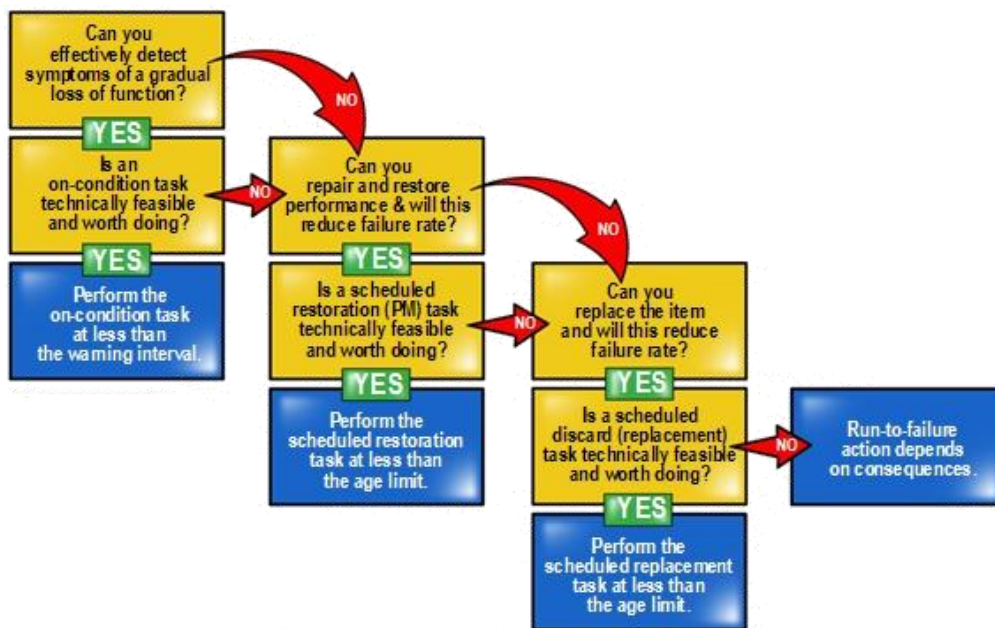 Can you
effectively detect
symptoms of a gradual
loss of function?
NO
YES
Is an
on-condition task
technically feasible
and worth doing?
NO
YES
Perform the
on-condition task
at less than
the warning interval.
Can you
repair and restore
performance & will this
reduce failure rate?
NO
YES
Is a scheduled
restoration (PM) task
technically feasible
and worth doing?
NO
YES
Perform the
scheduled restoration
task at less than
the age limit.
Can you
replace the item
and will this reduce
failure rate?
YES
Is a scheduled
discard (replacement)
task technically feasible
and worth doing?
NO
YES
Perform the
scheduled replacement
task at less than
the age limit.
Run-to-failure
action depends
on consequences.